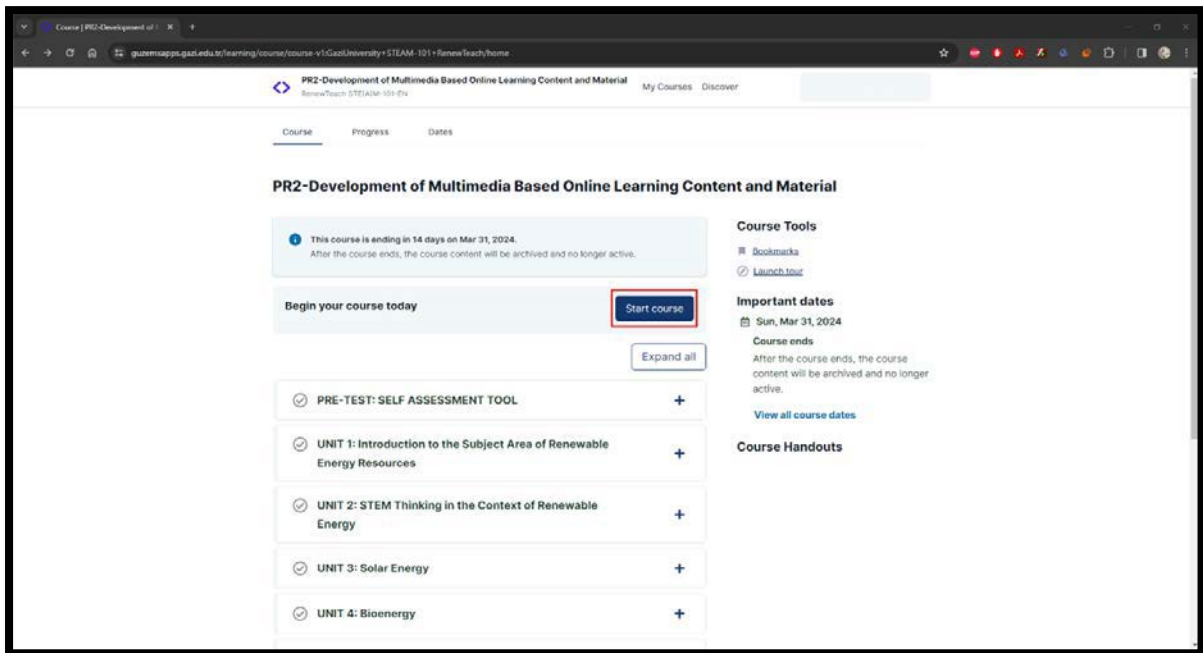 Course | PR2-Development of
guzemsapps.gazi.edu.tr/learning/course/course-v1:GaziUniversity+STEAM-101+RenewTeach/home
PR2-Development of Multimedia Based Online Learning Content and Material
RenewTeach STE(A)M-101-EN
My Courses Discover
Course Progress Dates
PR2-Development of Multimedia Based Online Learning Content and Material
This course is ending in 14 days on Mar 31, 2024.
After the course ends, the course content will be archived and no longer active.
Begin your course today
Start course
Expand all
PRE-TEST: SELF ASSESSMENT TOOL
UNIT 1: Introduction to the Subject Area of Renewable
Energy Resources
UNIT 2: STEM Thinking in the Context of Renewable
Energy
UNIT 3: Solar Energy
UNIT 4: Bioenergy
Course Tools
Bookmarks
Launch tour
Important dates
Sun, Mar 31, 2024
Course ends
After the course ends, the course
content will be archived and no longer
active.
View all course dates
Course Handouts